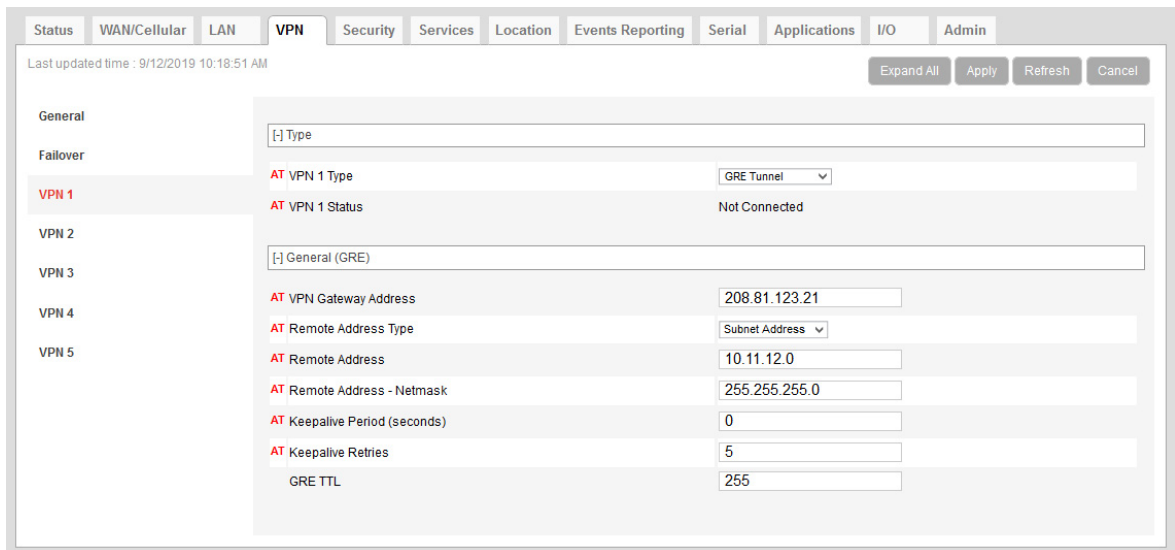 Status WAN/Cellular LAN VPN Security Services Location Events Reporting Serial Applications I/O Admin
Last updated time : 9/12/2019 10:18:51 AM
Expand All Apply Refresh Cancel
General
Failover
VPN 1
VPN 2
VPN 3
VPN 4
VPN 5
[-] Type
AT VPN 1 Type GRE Tunnel
AT VPN 1 Status Not Connected
[-] General (GRE)
AT VPN Gateway Address 208.81.123.21
AT Remote Address Type Subnet Address
AT Remote Address 10.11.12.0
AT Remote Address - Netmask 255.255.255.0
AT Keepalive Period (seconds) 0
AT Keepalive Retries 5
GRE TTL 255